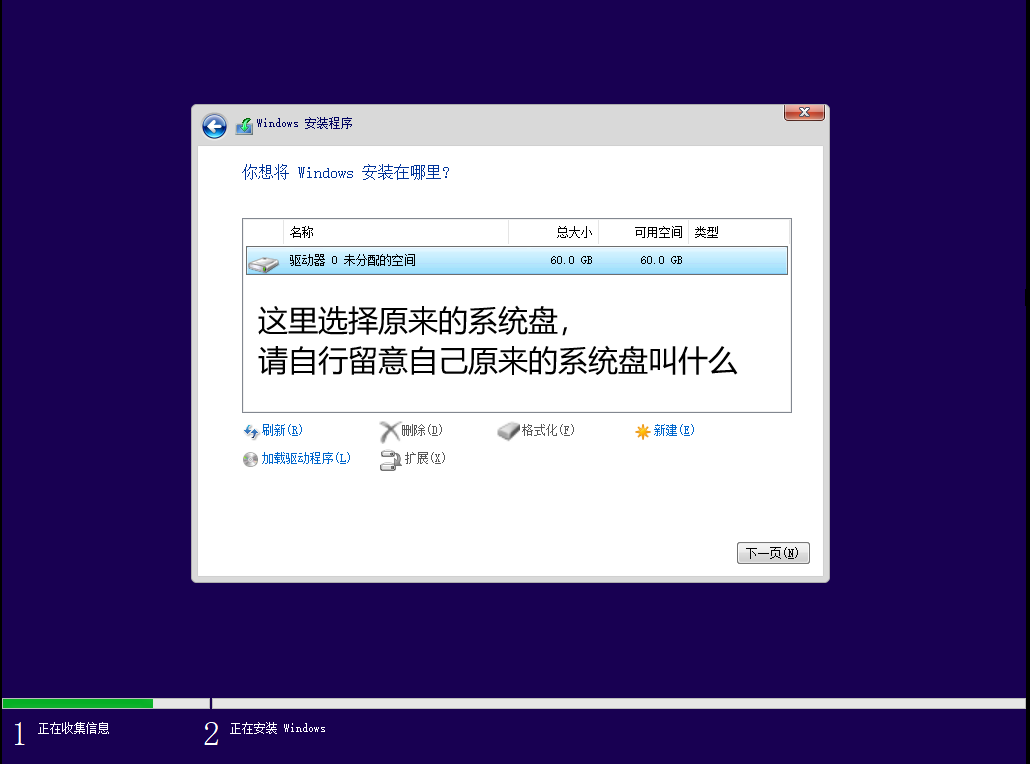 Windows 安装程序
你想将 Windows 安装在哪里?
名称 总大小 可用空间 类型
驱动器 0 未分配的空间 60.0 GB 60.0 GB
这里选择原来的系统盘，
请自行留意自己原来的系统盘叫什么
刷新(R) 删除(D) 格式化(F) 新建(E)
加载驱动程序(L) 扩展(X)
下一页(N)
1 正在收集信息 2 正在安装 Windows